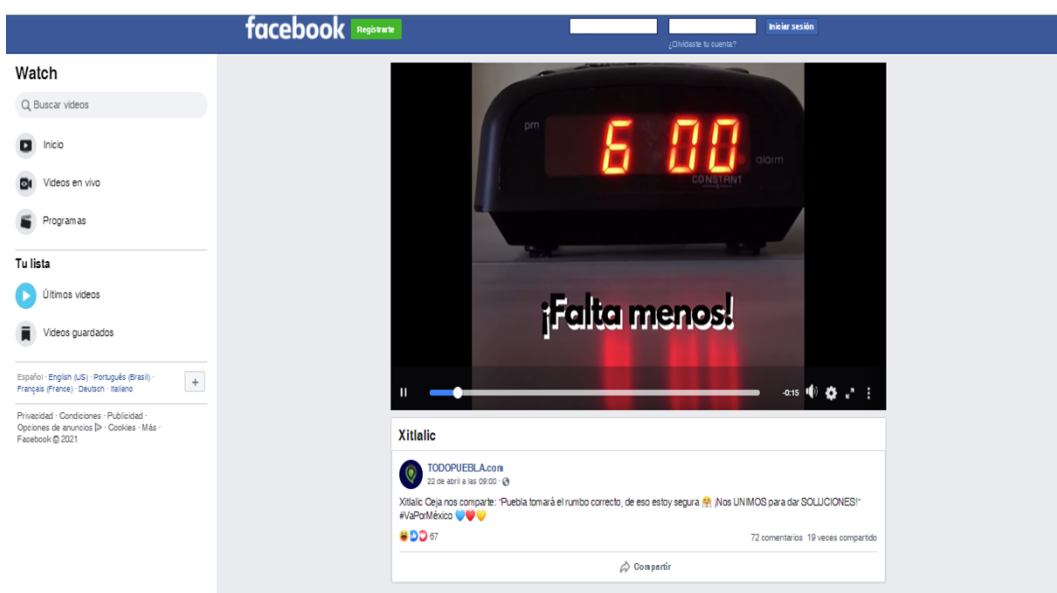 facebook
Registrarte
Iniciar sesión
¿Olvidaste tu cuenta?
Watch
Buscar videos
Inicio
Videos en vivo
Programas
Tu lista
Últimos videos
Videos guardados
Español · English (US) · Português (Brasil) ·
Français (France) · Deutsch · Italiano
+
Privacidad · Condiciones · Publicidad ·
Opciones de anuncios · Cookies · Más ·
Facebook © 2021
pm
6 00
alarm
CONSTANT
¡Falta menos!
-0:15
Xitlalic
TODOPUEBLA.com
22 de abril a las 09:00 ·
Xitlalic Ceja nos comparte: "Puebla tomará el rumbo correcto, de eso estoy segura 🤗 ¡Nos UNIMOS para dar SOLUCIONES!"
#VaPorMéxico 💙❤️💛
67
72 comentarios 19 veces compartido
Compartir